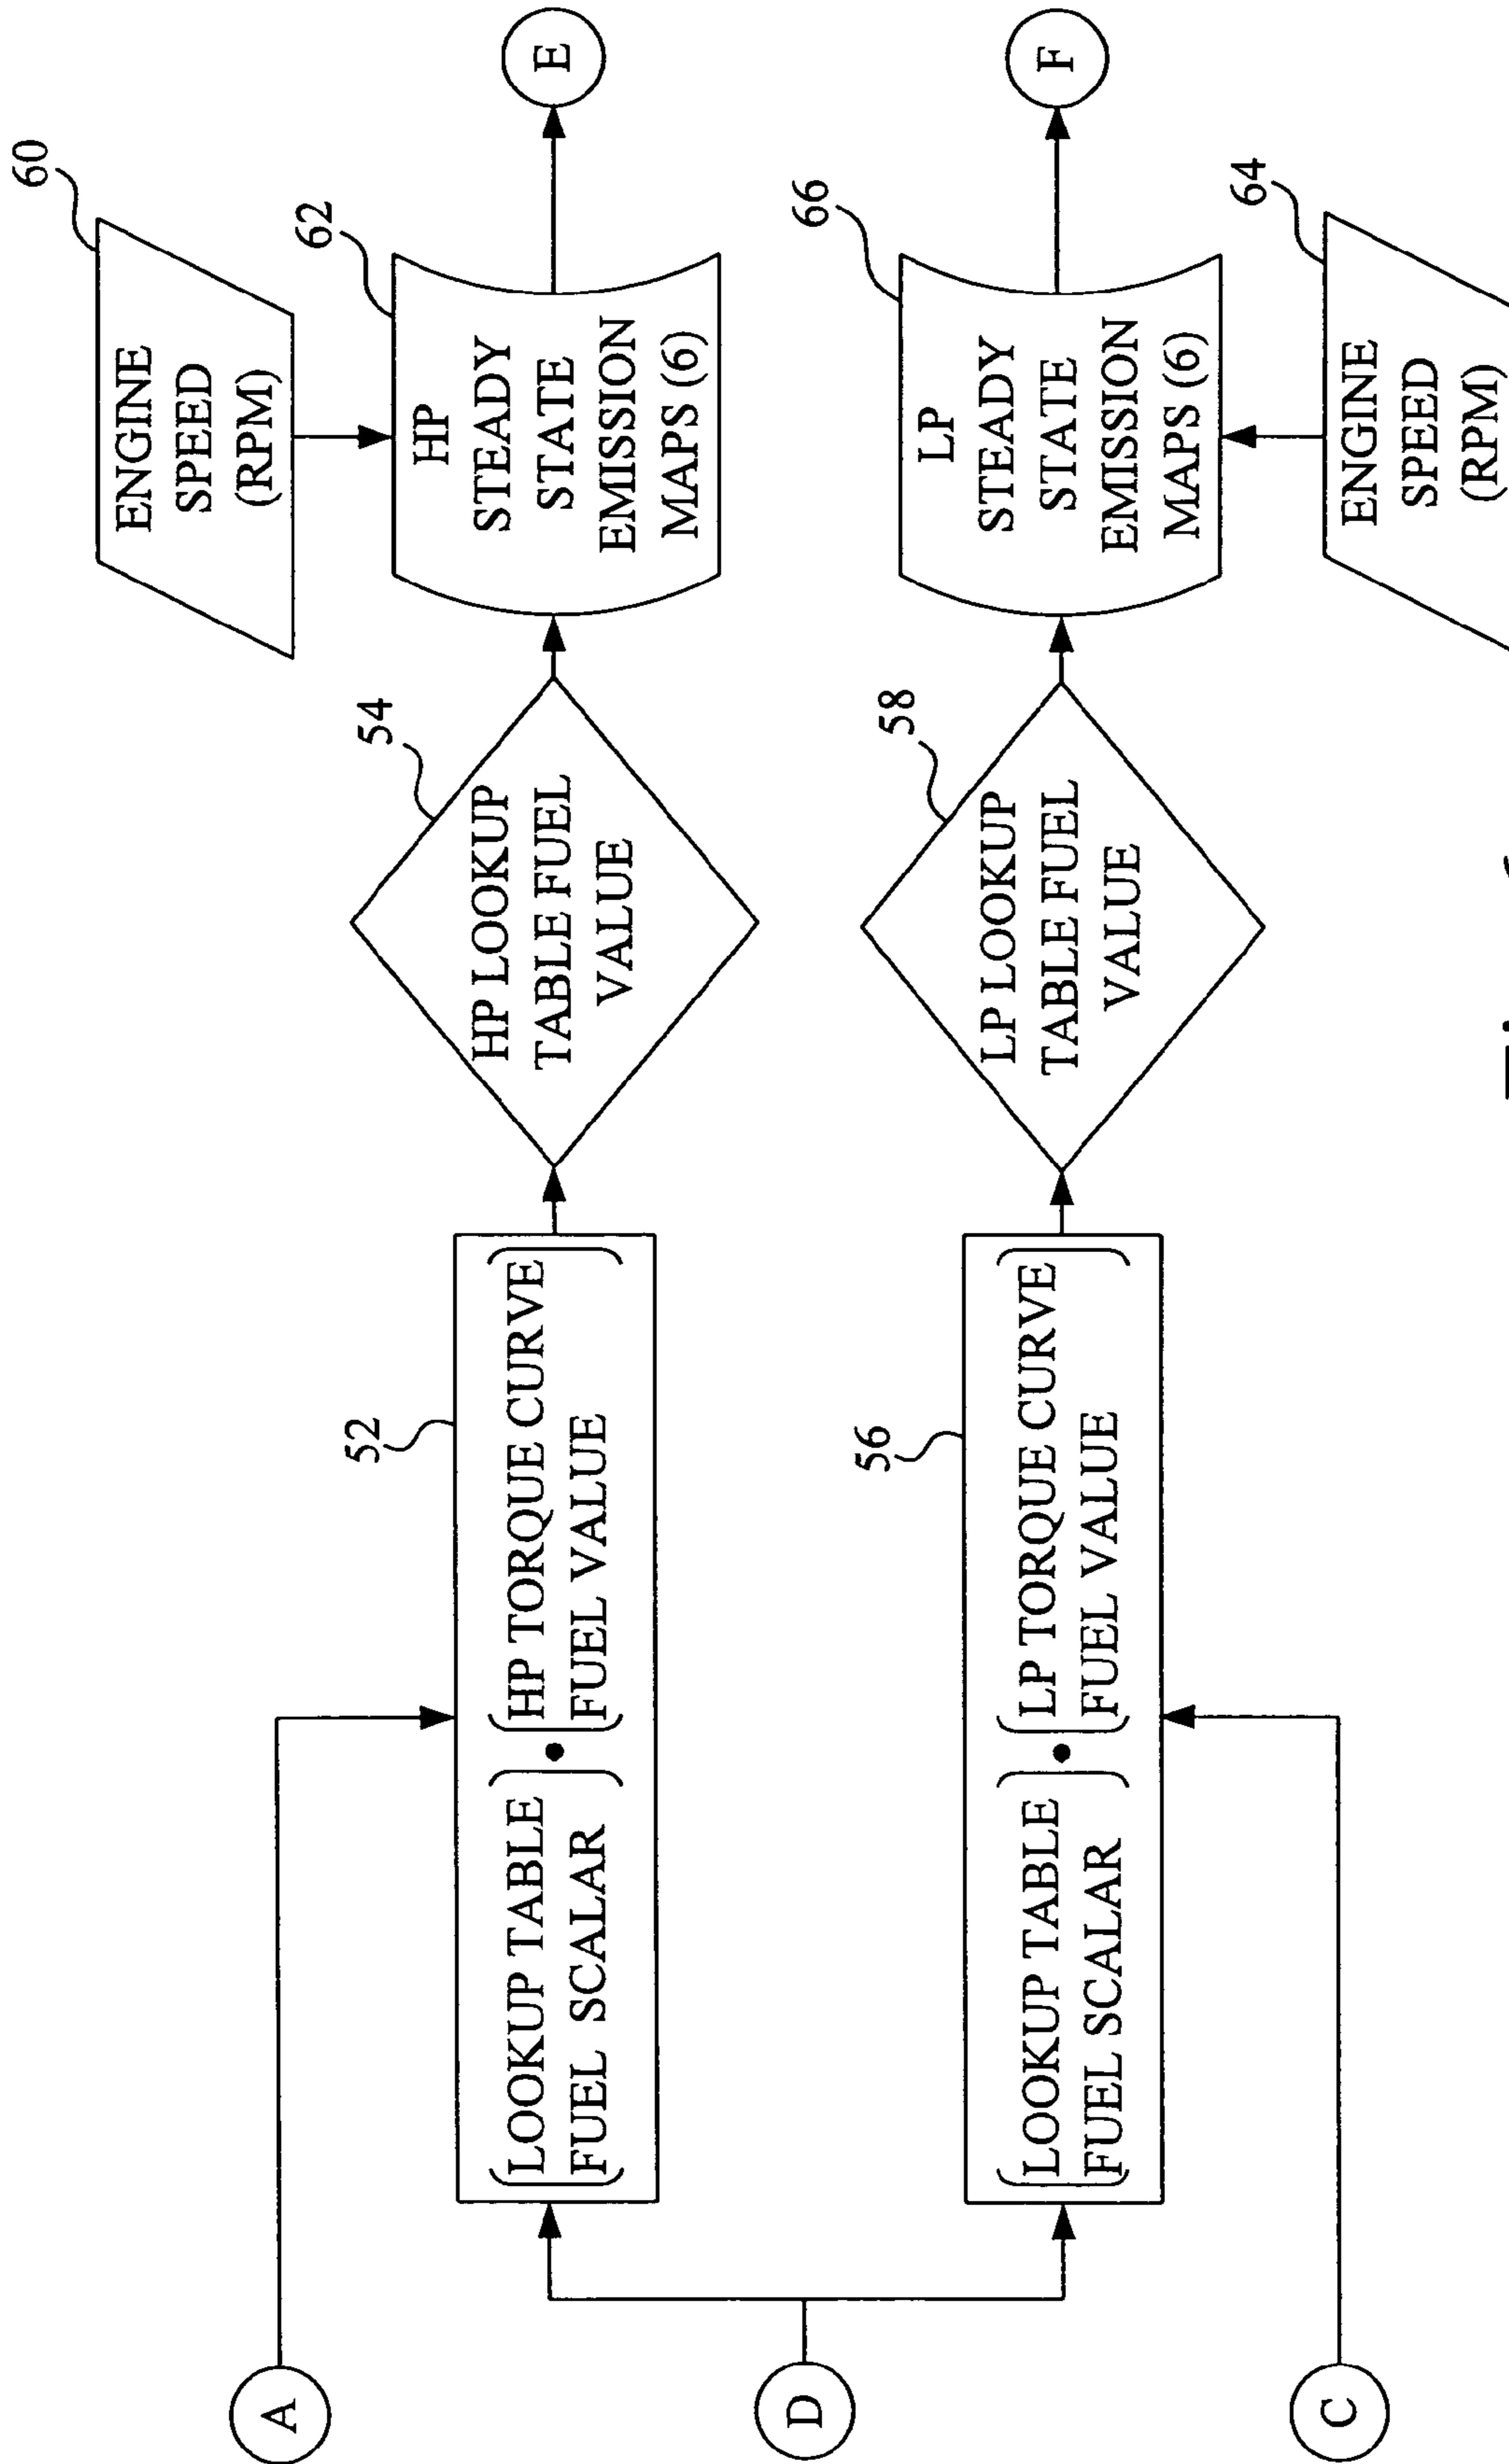 A
D
C
52
(LOOKUP TABLE
FUEL SCALAR) • (HP TORQUE CURVE
FUEL VALUE)
56
(LOOKUP TABLE
FUEL SCALAR) • (LP TORQUE CURVE
FUEL VALUE)
54
HP LOOKUP
TABLE FUEL
VALUE
58
LP LOOKUP
TABLE FUEL
VALUE
60
ENGINE
SPEED
(RPM)
62
HP
STEADY
STATE
EMISSION
MAPS (6)
66
LP
STEADY
STATE
EMISSION
MAPS (6)
64
ENGINE
SPEED
(RPM)
E
F